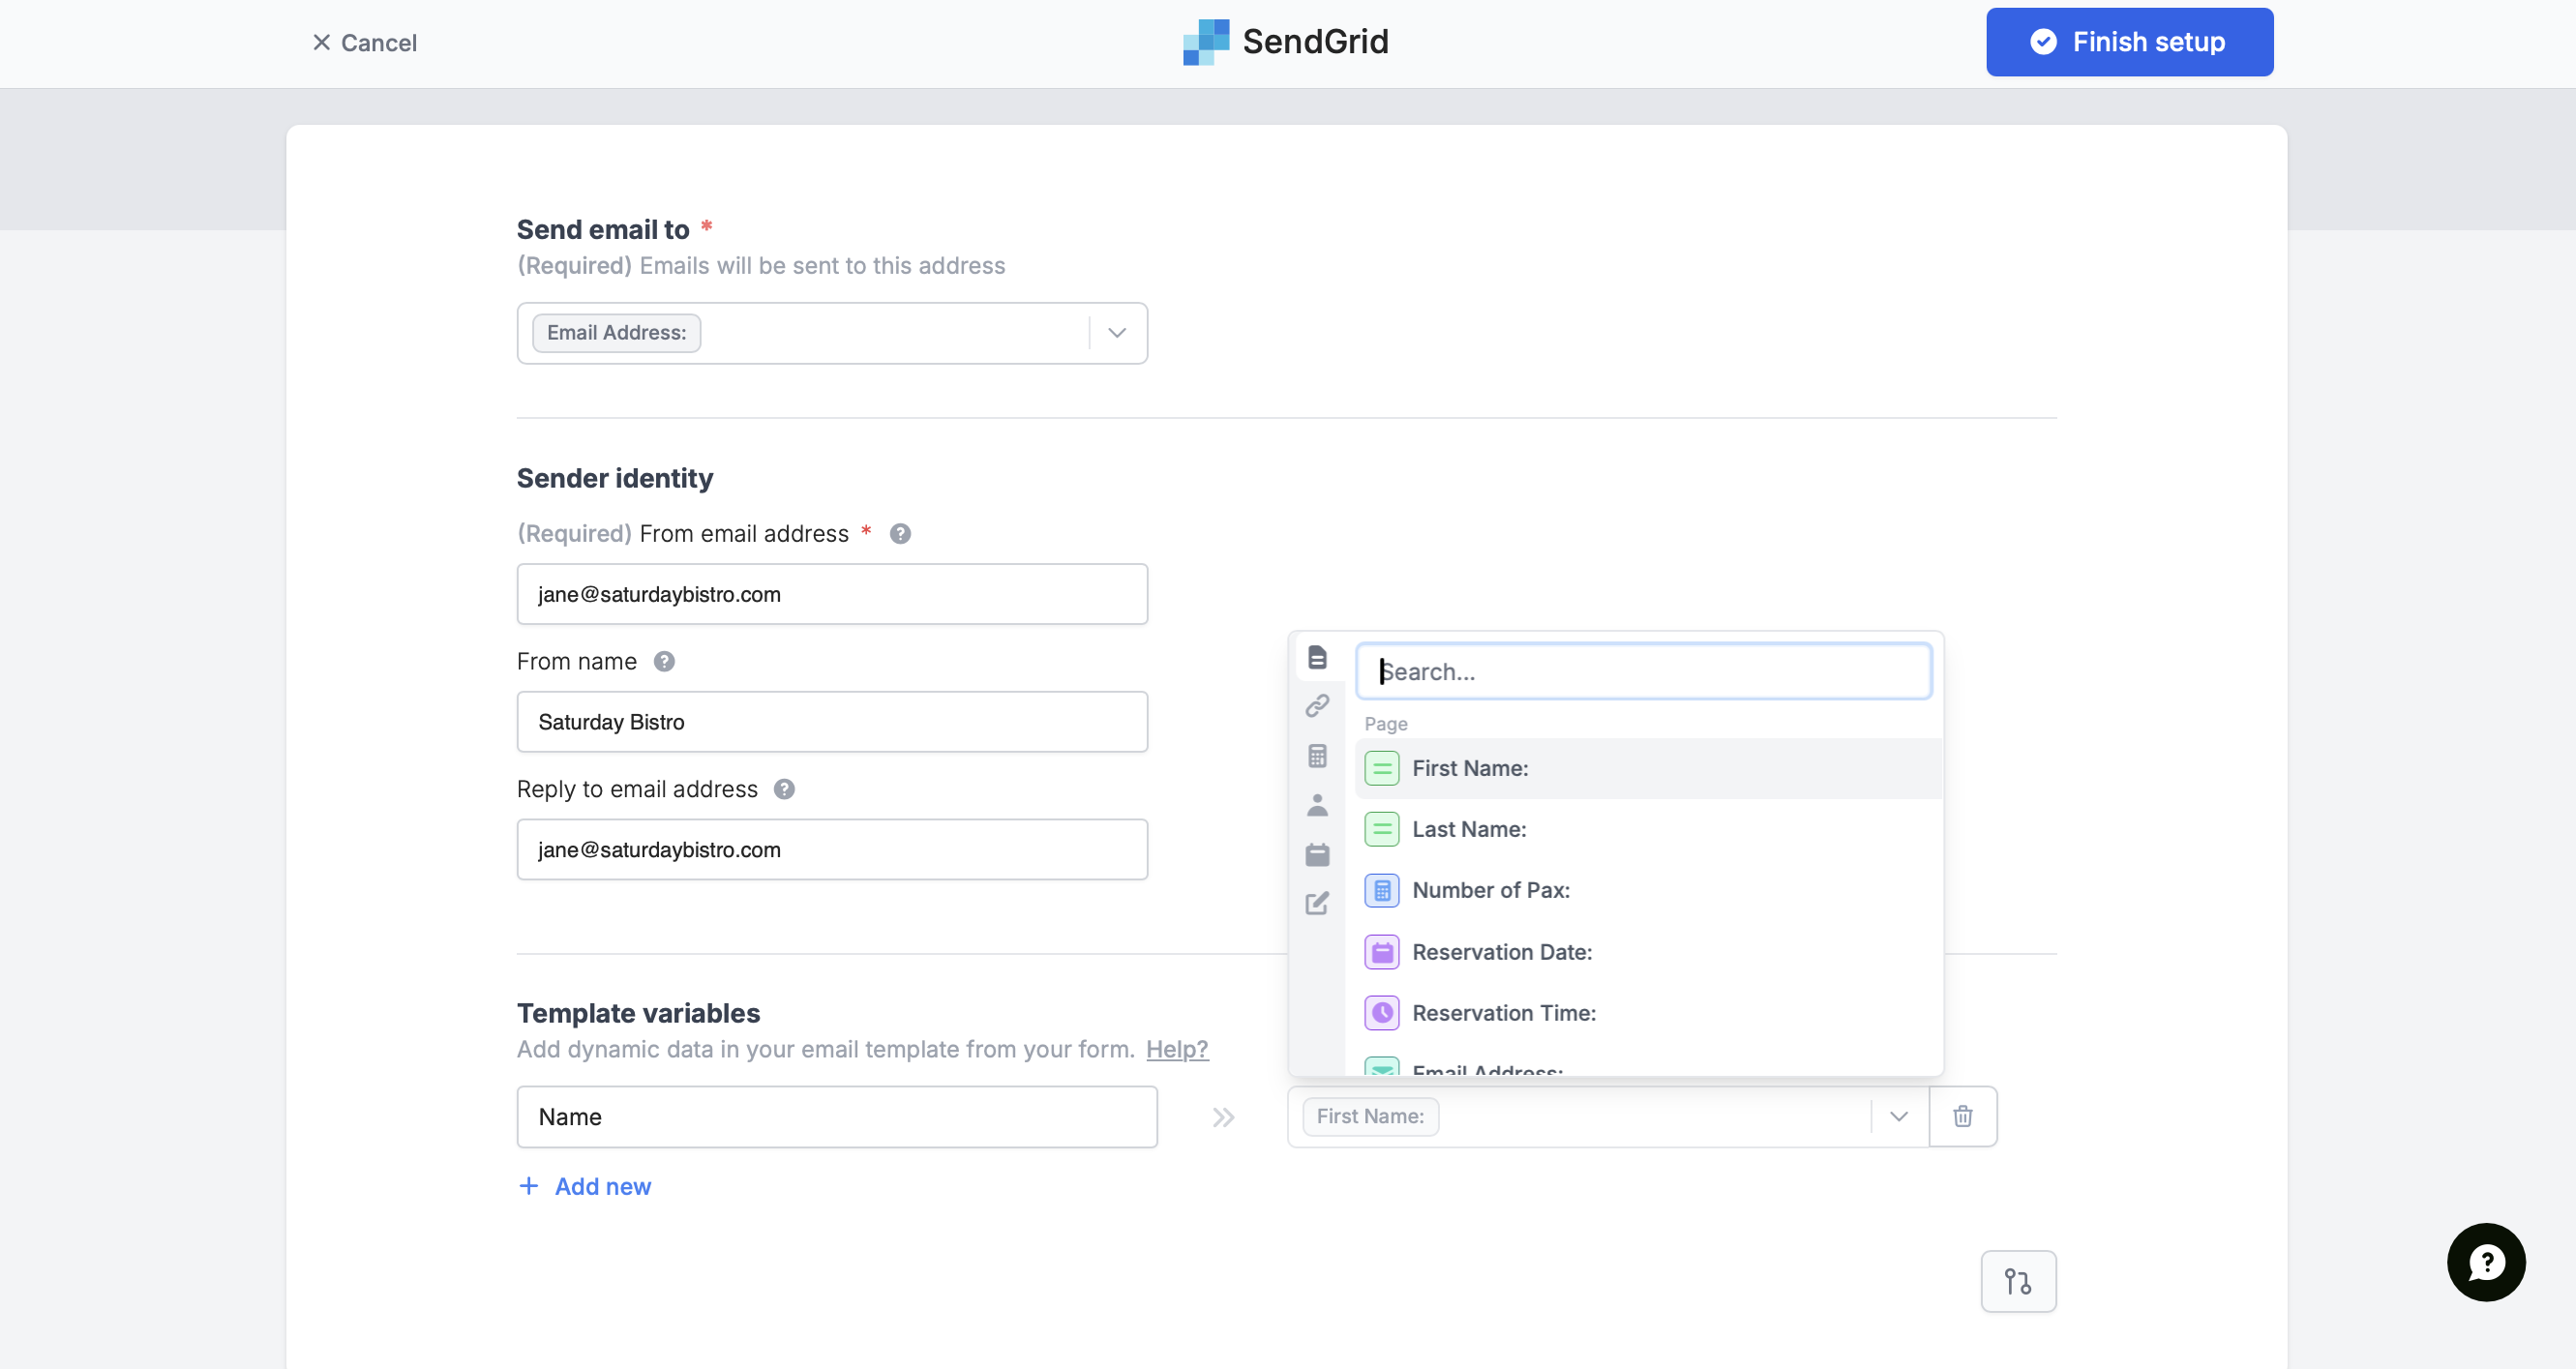 Cancel
SendGrid
Finish setup
Send email to *
(Required) Emails will be sent to this address
Email Address:
Sender identity
(Required) From email address *
jane@saturdaybistro.com
From name
Saturday Bistro
Reply to email address
jane@saturdaybistro.com
Search...
Page
First Name:
Last Name:
Number of Pax:
Reservation Date:
Reservation Time:
Email Address:
Template variables
Add dynamic data in your email template from your form. Help?
Name
First Name:
+ Add new